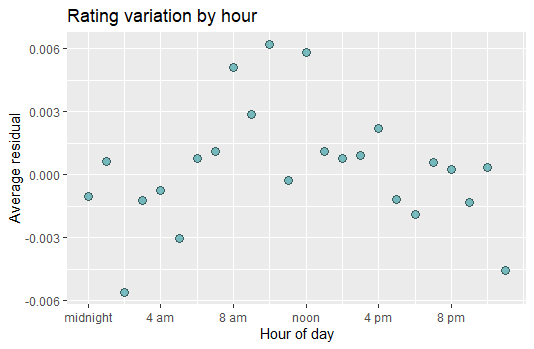 Rating variation by hour
Average residual
0.006
0.003
0.000
-0.003
-0.006
midnight 4 am 8 am noon 4 pm 8 pm
Hour of day